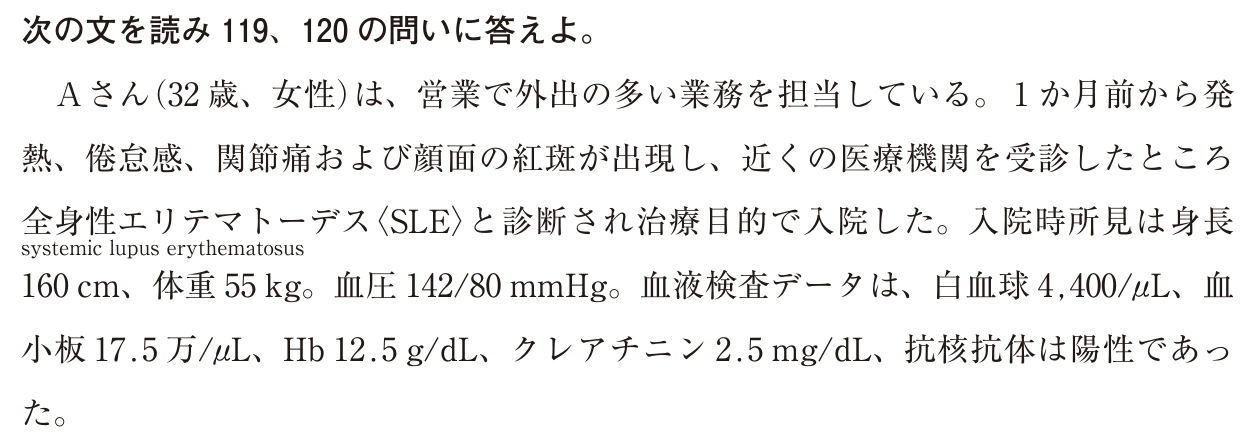 次の文を読み 119、120 の問いに答えよ。
Aさん(32 歳、女性)は、営業で外出の多い業務を担当している。1 か月前から発
熱、倦怠感、関節痛および顔面の紅斑が出現し、近くの医療機関を受診したところ
全身性エリテマトーデス〈SLE〉と診断され治療目的で入院した。入院時所見は身長
systemic lupus erythematosus
160 cm、体重 55 kg。血圧 142/80 mmHg。血液検査データは、白血球 4,400/μL、血
小板 17.5 万/μL、Hb 12.5 g/dL、クレアチニン 2.5 mg/dL、抗核抗体は陽性であっ
た。